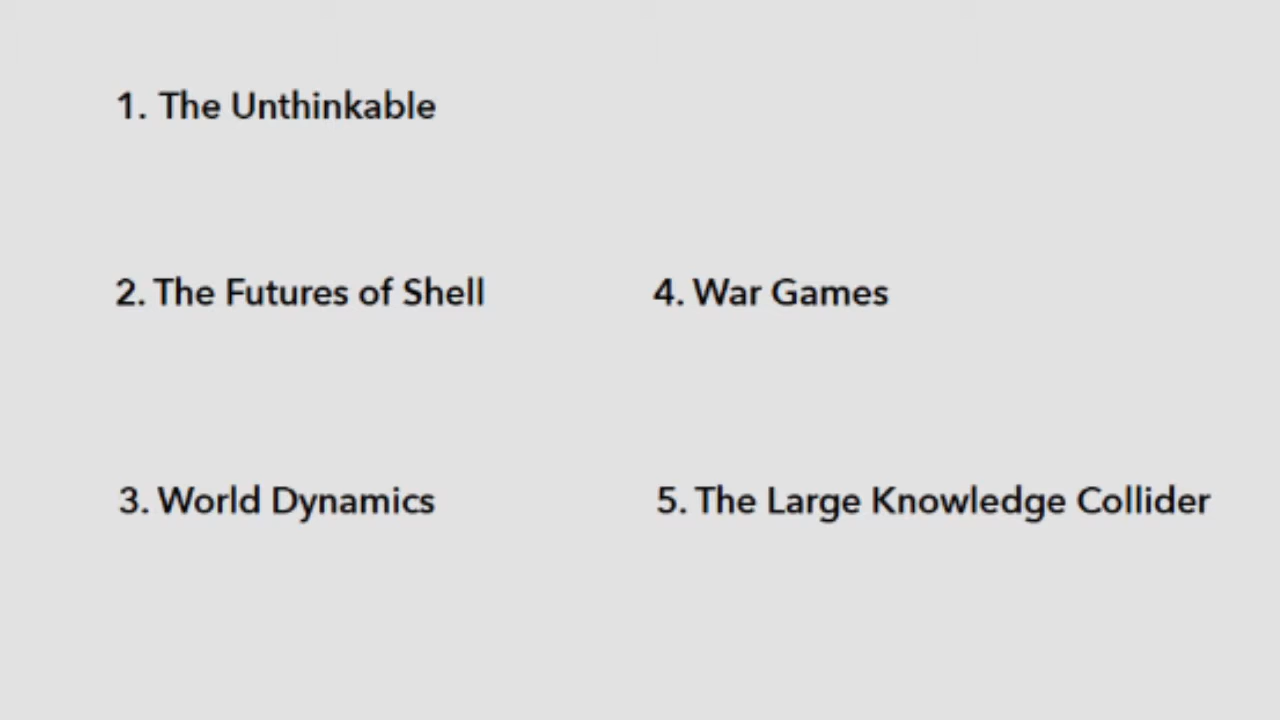 1. The Unthinkable
2. The Futures of Shell
3. World Dynamics
4. War Games
5. The Large Knowledge Collider